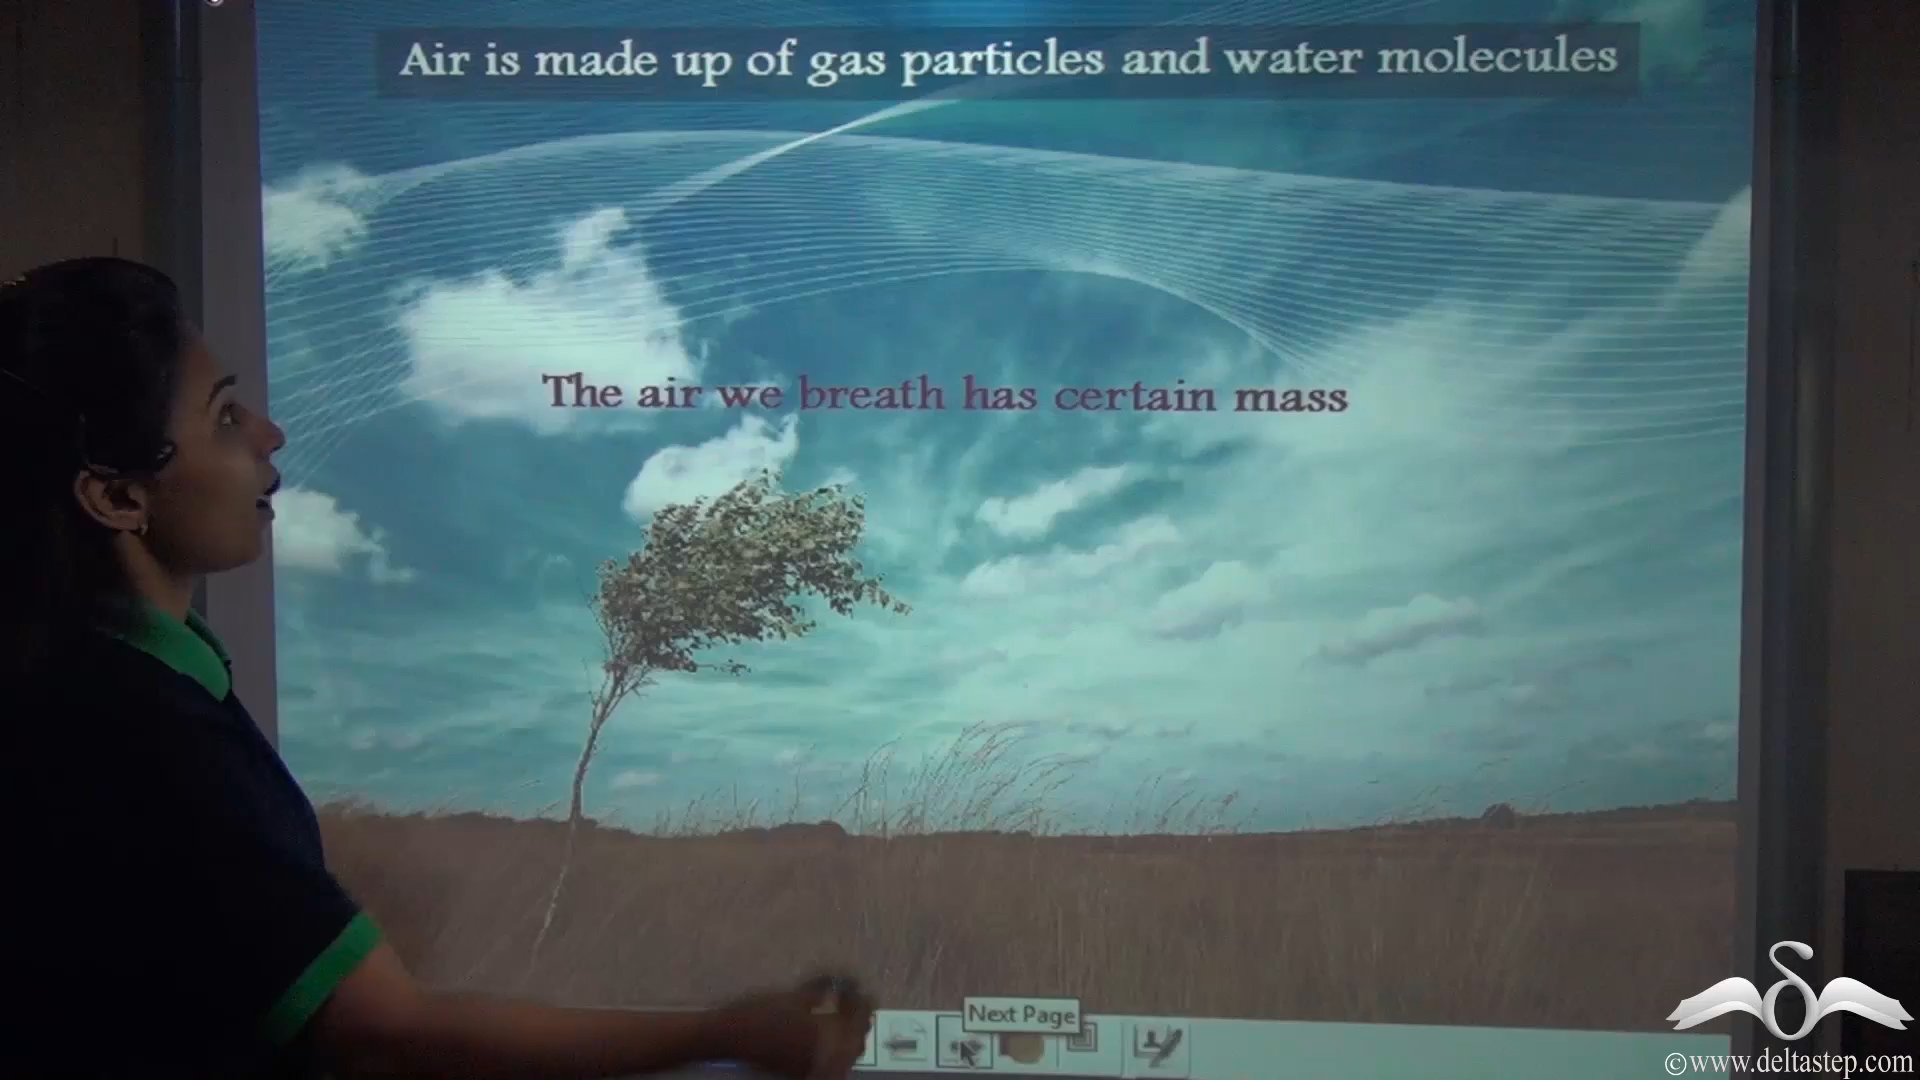 Air is made up of gas particles and water molecules
The air we breath has certain mass
Next Page
©www.deltastep.com